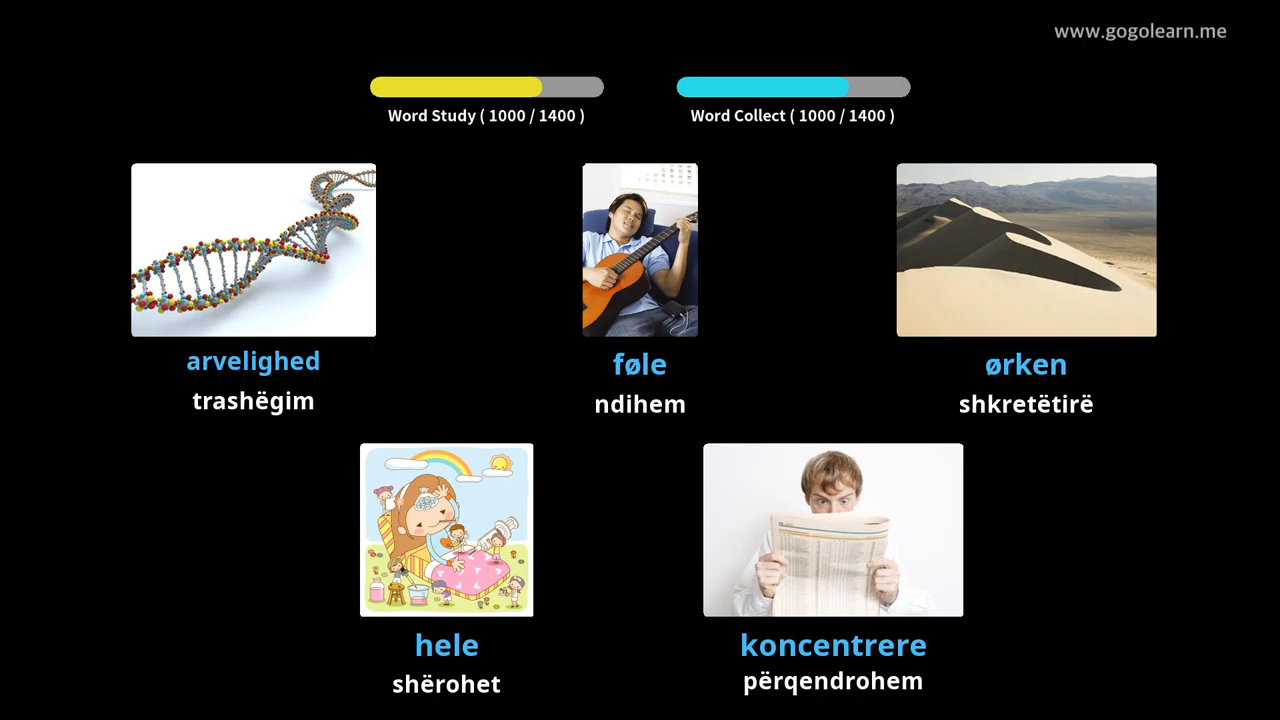 www.gogolearn.me
Word Study ( 1000 / 1400 )
Word Collect ( 1000 / 1400 )
arvelighed
trashëgim
føle
ndihem
ørken
shkretëtirë
hele
shërohet
koncentrere
përqendrohem